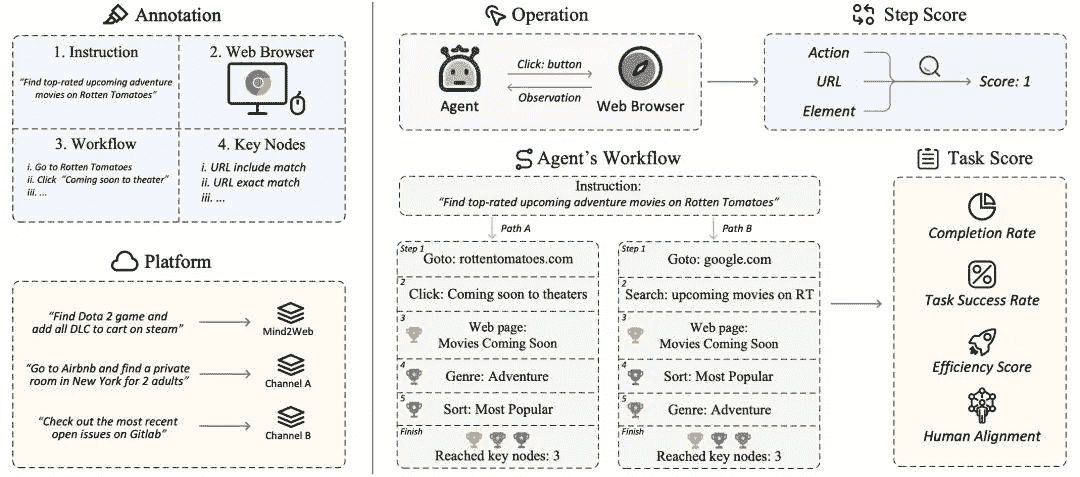 Annotation
1. Instruction
“Find top-rated upcoming adventure
movies on Rotten Tomatoes”
2. Web Browser
3. Workflow
i. Go to Rotten Tomatoes
ii. Click “Coming soon to theater”
iii. ...
4. Key Nodes
i. URL include match
ii. URL exact match
iii. ...
Platform
“Find Dota 2 game and
add all DLC to cart on steam”
Mind2Web
“Go to Airbnb and find a private
room in New York for 2 adults”
Channel A
“Check out the most recent
open issues on Gitlab”
Channel B
Operation
Agent
Click: button
Observation
Web Browser
Step Score
Action
URL
Element
Score: 1
Agent’s Workflow
Instruction:
“Find top-rated upcoming adventure movies on Rotten Tomatoes”
Path A
Step 1
Goto: rottentomatoes.com
2
Click: Coming soon to theaters
3
Web page:
Movies Coming Soon
4
Genre: Adventure
5
Sort: Most Popular
Finish
Reached key nodes: 3
Path B
Step 1
Goto: google.com
2
Search: upcoming movies on RT
3
Web page:
Movies Coming Soon
4
Sort: Most Popular
5
Genre: Adventure
Finish
Reached key nodes: 3
Task Score
Completion Rate
Task Success Rate
Efficiency Score
Human Alignment